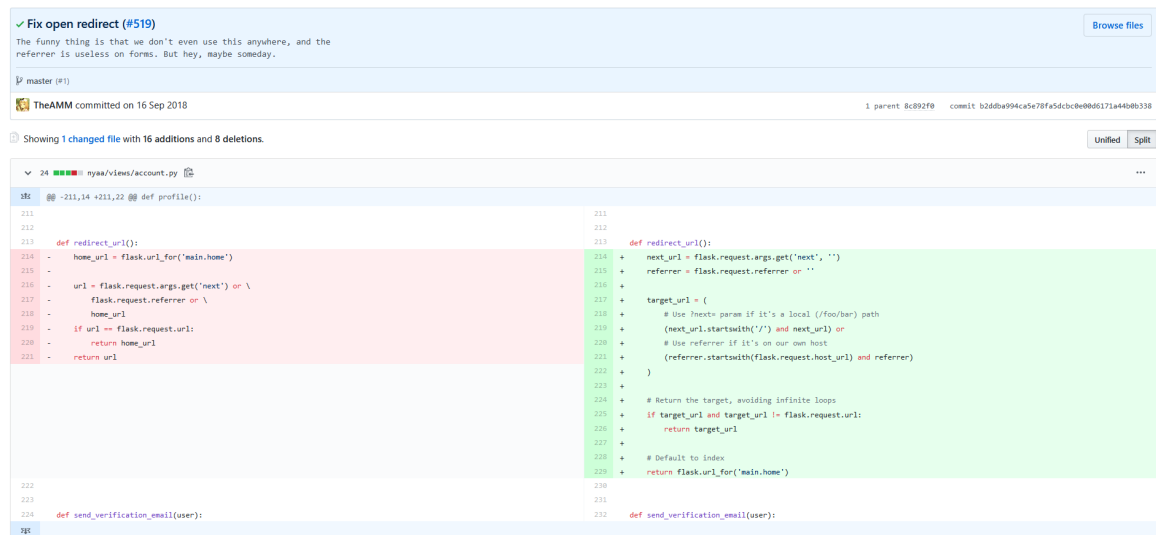 ✓ Fix open redirect (#519)
Browse files
The funny thing is that we don't even use this anywhere, and the
referrer is useless on forms. But hey, maybe someday.
master (#1)
TheAMM committed on 16 Sep 2018
1 parent 8c892f0 commit b2ddba994ca5e78fa5dcbc0e00d6171a44b0b338
Showing 1 changed file with 16 additions and 8 deletions.
Unified Split
24 nyaa/views/account.py
...
@@ -211,14 +211,22 @@ def profile():
211
212
213 def redirect_url():
214 - home_url = flask.url_for('main.home')
215 -
216 - url = flask.request.args.get('next') or \
217 - flask.request.referrer or \
218 - home_url
219 - if url == flask.request.url:
220 - return home_url
221 - return url
222
223
224 def send_verification_email(user):
211
212
213 def redirect_url():
214 + next_url = flask.request.args.get('next', '')
215 + referrer = flask.request.referrer or ''
216 +
217 + target_url = (
218 + # Use ?next= param if it's a local (/foo/bar) path
219 + (next_url.startswith('/') and next_url) or
220 + # Use referrer if it's on our own host
221 + (referrer.startswith(flask.request.host_url) and referrer)
222 + )
223 +
224 + # Return the target, avoiding infinite loops
225 + if target_url and target_url != flask.request.url:
226 + return target_url
227 +
228 + # Default to index
229 + return flask.url_for('main.home')
230
231
232 def send_verification_email(user):